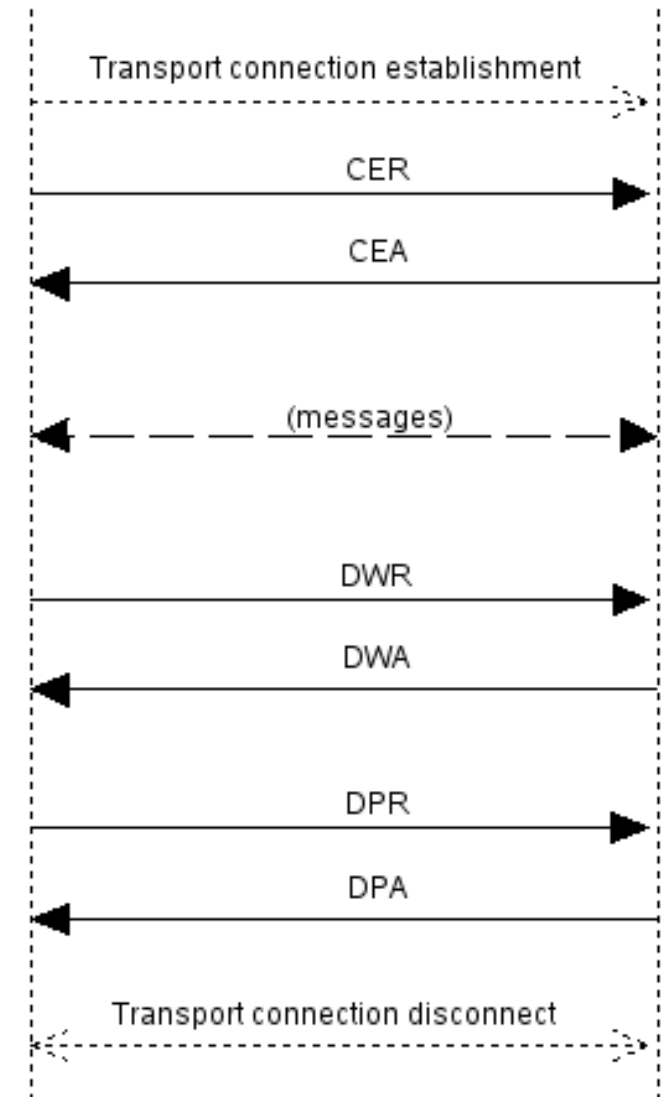 Transport connection establishment
CER
CEA
(messages)
DWR
DWA
DPR
DPA
Transport connection disconnect